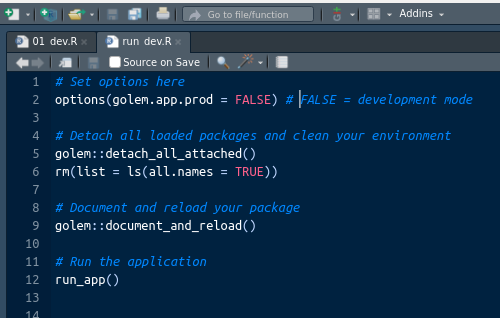 Go to file/function
Addins
01_dev.R
run_dev.R
Source on Save
1 # Set options here
2 options(golem.app.prod = FALSE) # FALSE = development mode
3
4 # Detach all loaded packages and clean your environment
5 golem::detach_all_attached()
6 rm(list = ls(all.names = TRUE))
7
8 # Document and reload your package
9 golem::document_and_reload()
10
11 # Run the application
12 run_app()
13
14